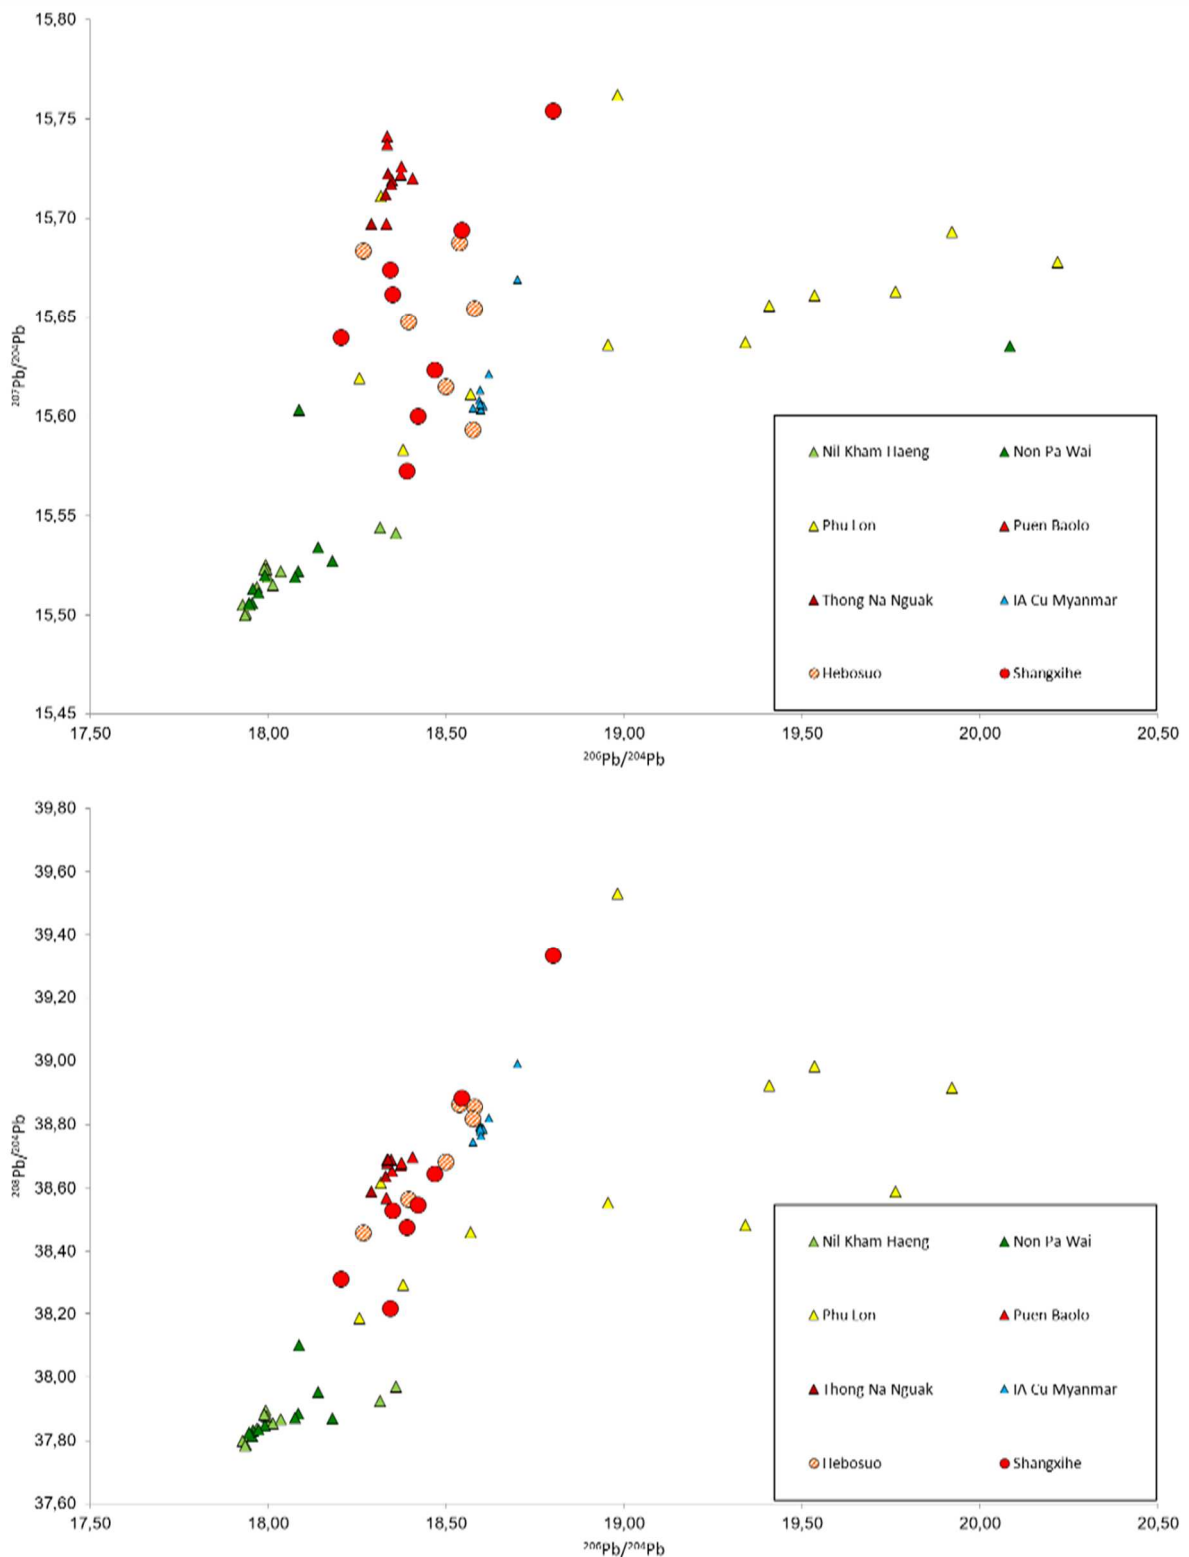 15,80
15,75
15,70
15,65
15,60
15,55
15,50
15,45
²⁰⁷Pb/²⁰⁴Pb
17,50 18,00 18,50 19,00 19,50 20,00 20,50
²⁰⁶Pb/²⁰⁴Pb
Nil Kham Haeng Non Pa Wai
Phu Lon Puen Baolo
Thong Na Nguak IA Cu Myanmar
Hebosuo Shangxihe
39,80
39,60
39,40
39,20
39,00
38,80
38,60
38,40
38,20
38,00
37,80
37,60
²⁰⁸Pb/²⁰⁴Pb
17,50 18,00 18,50 19,00 19,50 20,00 20,50
²⁰⁶Pb/²⁰⁴Pb
Nil Kham Haeng Non Pa Wai
Phu Lon Puen Baolo
Thong Na Nguak IA Cu Myanmar
Hebosuo Shangxihe